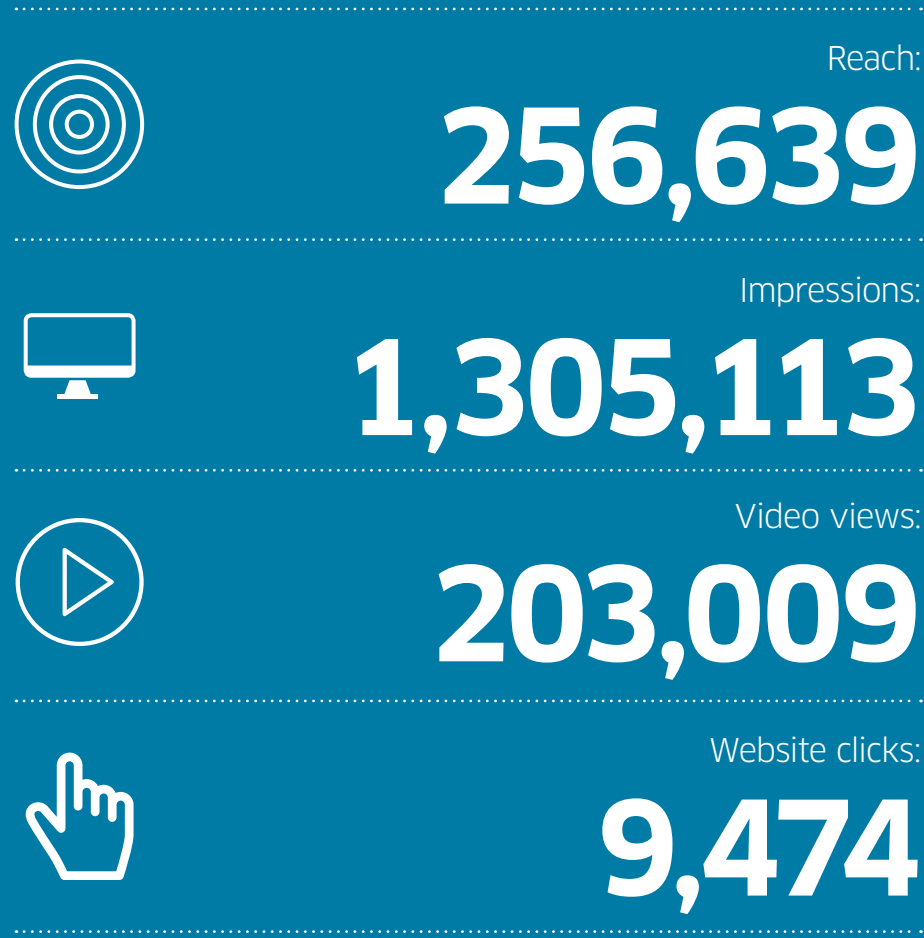 Reach:
256,639
Impressions:
1,305,113
Video views:
203,009
Website clicks:
9,474